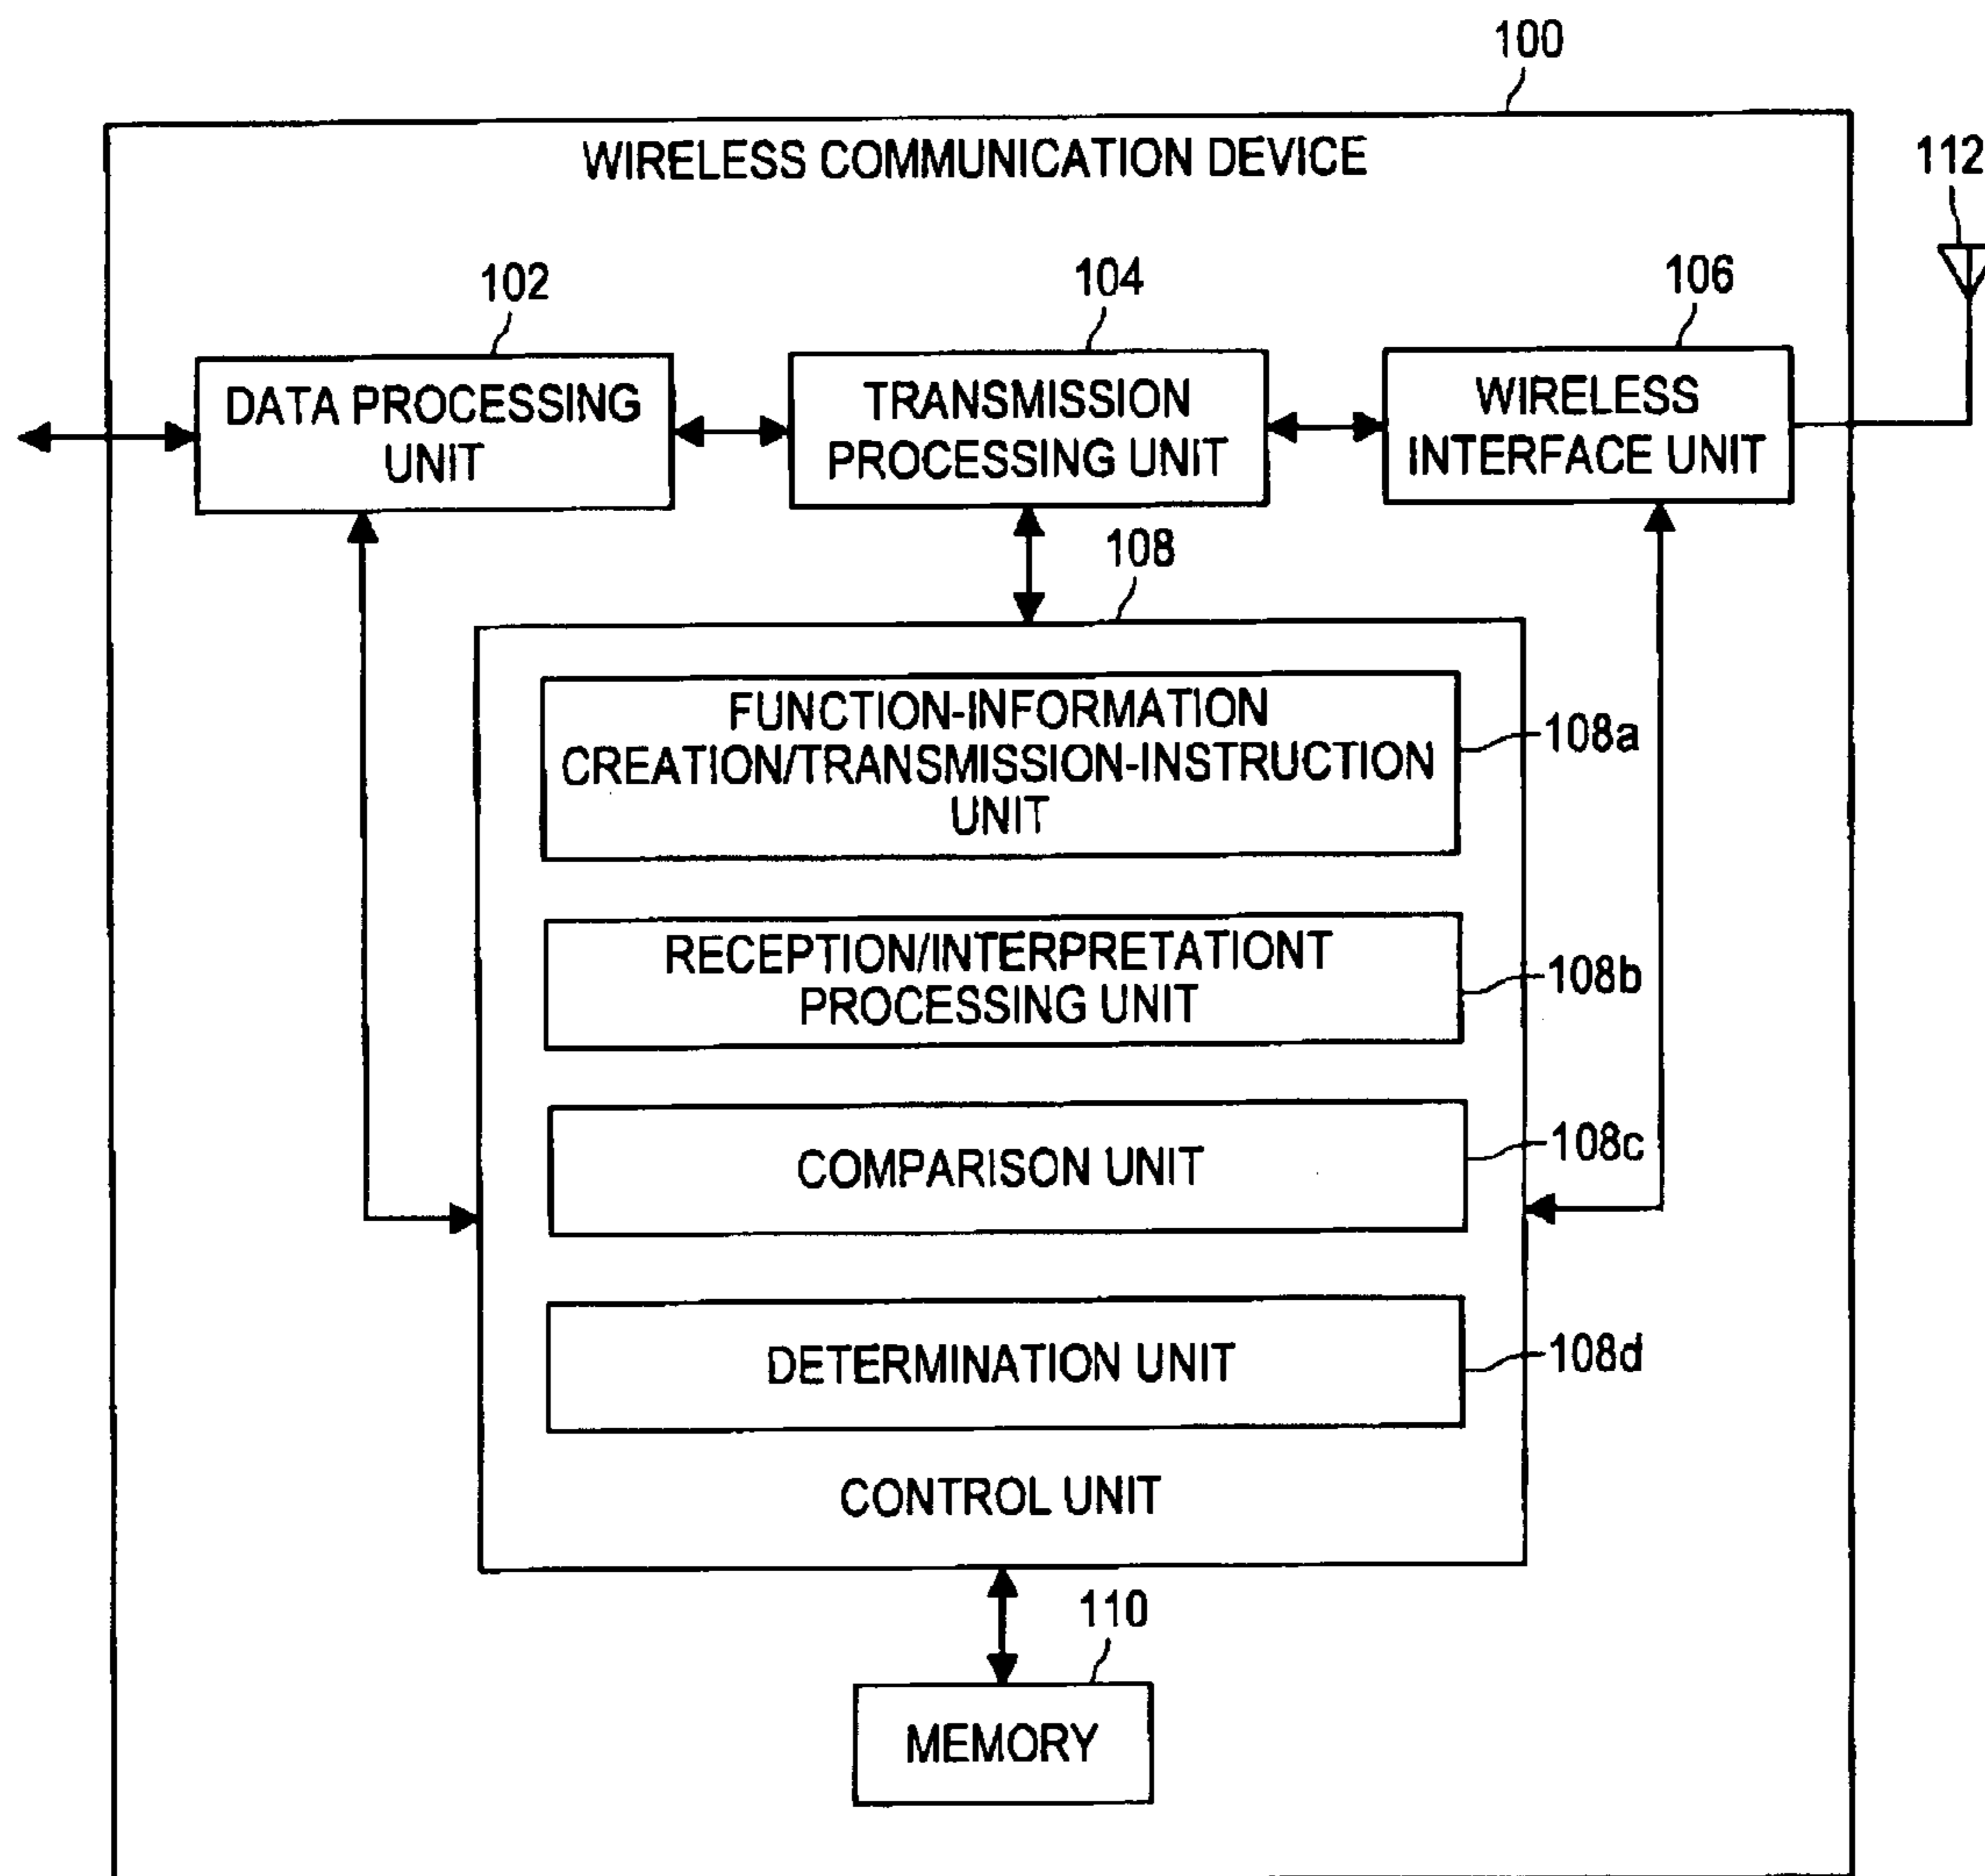 100
WIRELESS COMMUNICATION DEVICE
112
102
104
106
DATA PROCESSING
UNIT
TRANSMISSION
PROCESSING UNIT
WIRELESS
INTERFACE UNIT
108
FUNCTION-INFORMATION
CREATION/TRANSMISSION-INSTRUCTION
UNIT
108a
RECEPTION/INTERPRETATIONT
PROCESSING UNIT
108b
COMPARISON UNIT
108c
DETERMINATION UNIT
108d
CONTROL UNIT
110
MEMORY